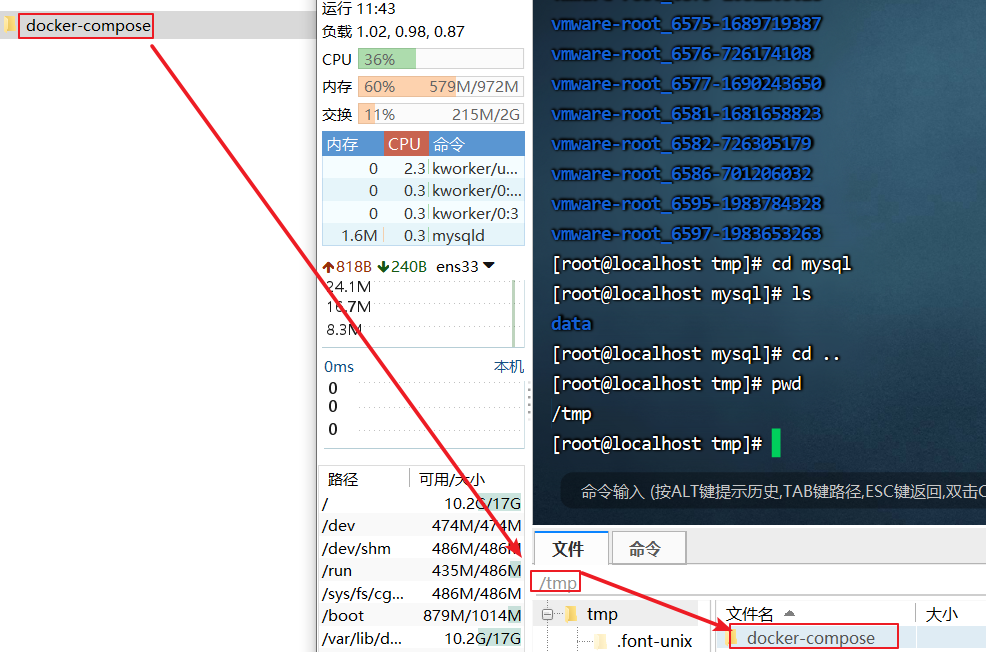 docker-compose
运行 11:43
负载 1.02, 0.98, 0.87
CPU 36%
内存 60% 579M/972M
交换 11% 215M/2G
内存 CPU 命令
0 2.3 kworker/u...
0 0.3 kworker/0:...
0 0.3 kworker/0:3
1.6M 0.3 mysqld
818B 240B ens33
24.1M
16.7M
8.3M
0ms 本机
0
0
0
路径 可用/大小
/ 10.2G/17G
/dev 474M/474M
/dev/shm 486M/486M
/run 435M/486M
/sys/fs/cg... 486M/486M
/boot 879M/1014M
/var/lib/d... 10.2G/17G
vmware-root_6575-1689719387
vmware-root_6576-726174108
vmware-root_6577-1690243650
vmware-root_6581-1681658823
vmware-root_6582-726305179
vmware-root_6586-701206032
vmware-root_6595-1983784328
vmware-root_6597-1983653263
[root@localhost tmp]# cd mysql
[root@localhost mysql]# ls
data
[root@localhost mysql]# cd ..
[root@localhost tmp]# pwd
/tmp
[root@localhost tmp]#
命令输入 (按ALT键提示历史,TAB键路径,ESC键返回,双击C
文件 命令
/tmp
tmp
.font-unix
文件名 大小
docker-compose